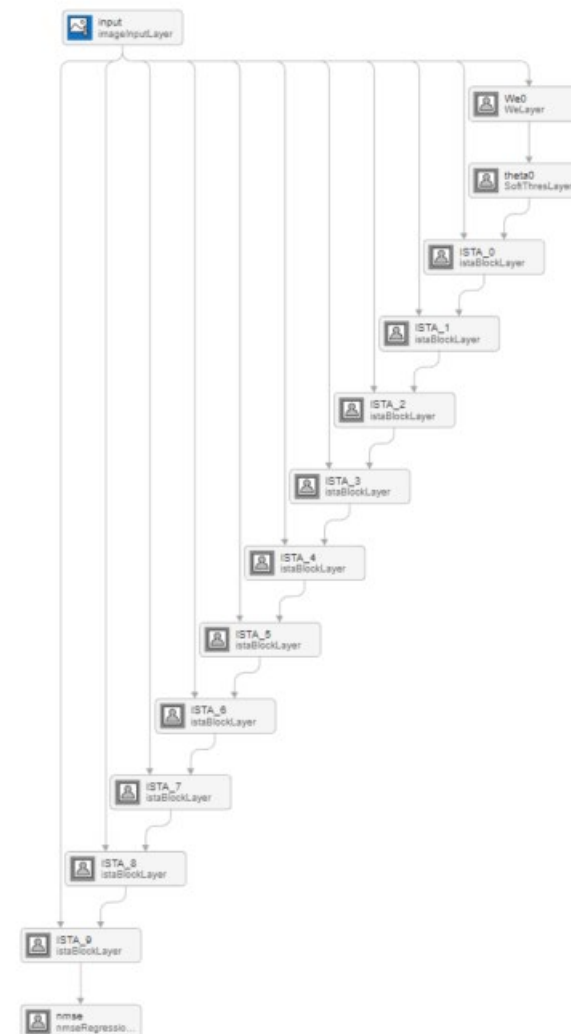 input
imageInputLayer
We0
WeLayer
theta0
SoftThresLayer
ISTA_0
istaBlockLayer
ISTA_1
istaBlockLayer
ISTA_2
istaBlockLayer
ISTA_3
istaBlockLayer
ISTA_4
istaBlockLayer
ISTA_5
istaBlockLayer
ISTA_6
istaBlockLayer
ISTA_7
istaBlockLayer
ISTA_8
istaBlockLayer
ISTA_9
istaBlockLayer
nmse
nmseRegressio...